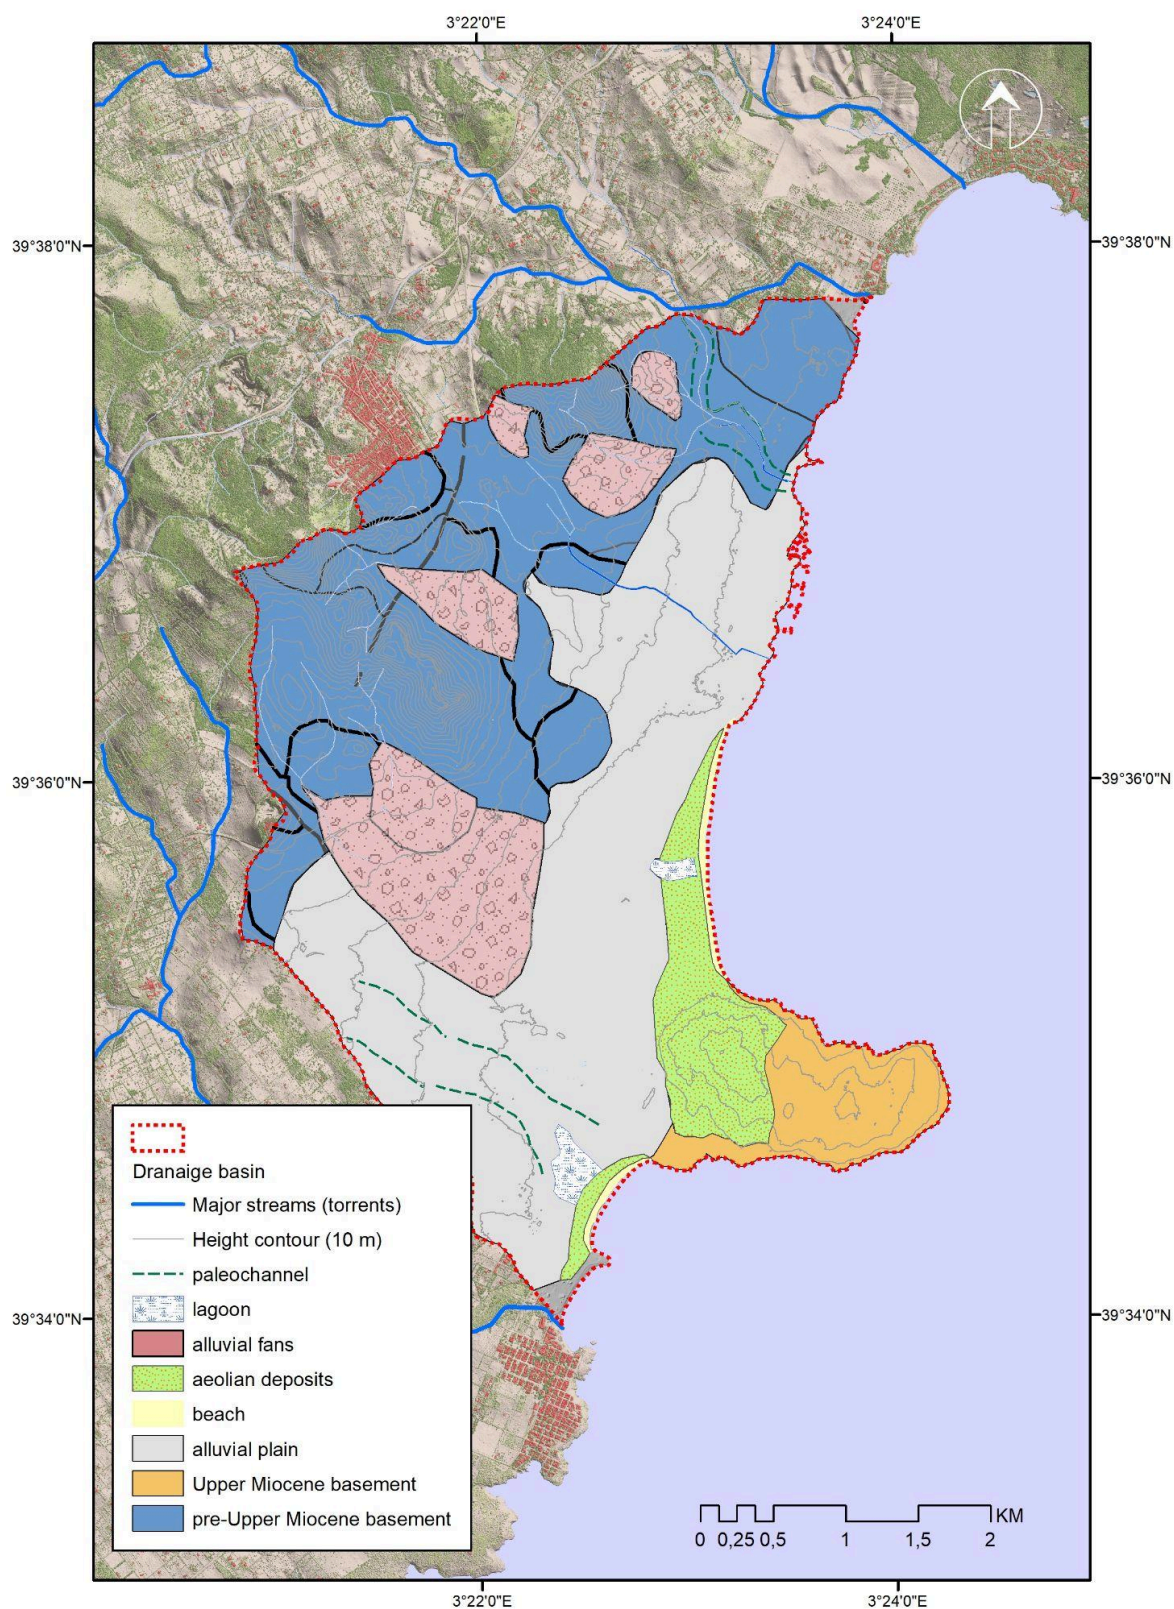 3°22'0"E
3°24'0"E
39°38'0"N
39°38'0"N
39°36'0"N
39°36'0"N
Dranaige basin
Major streams (torrents)
Height contour (10 m)
paleochannel
lagoon
alluvial fans
aeolian deposits
beach
alluvial plain
Upper Miocene basement
pre-Upper Miocene basement
39°34'0"N
39°34'0"N
KM
0 0,25 0,5 1 1,5 2
3°22'0"E
3°24'0"E